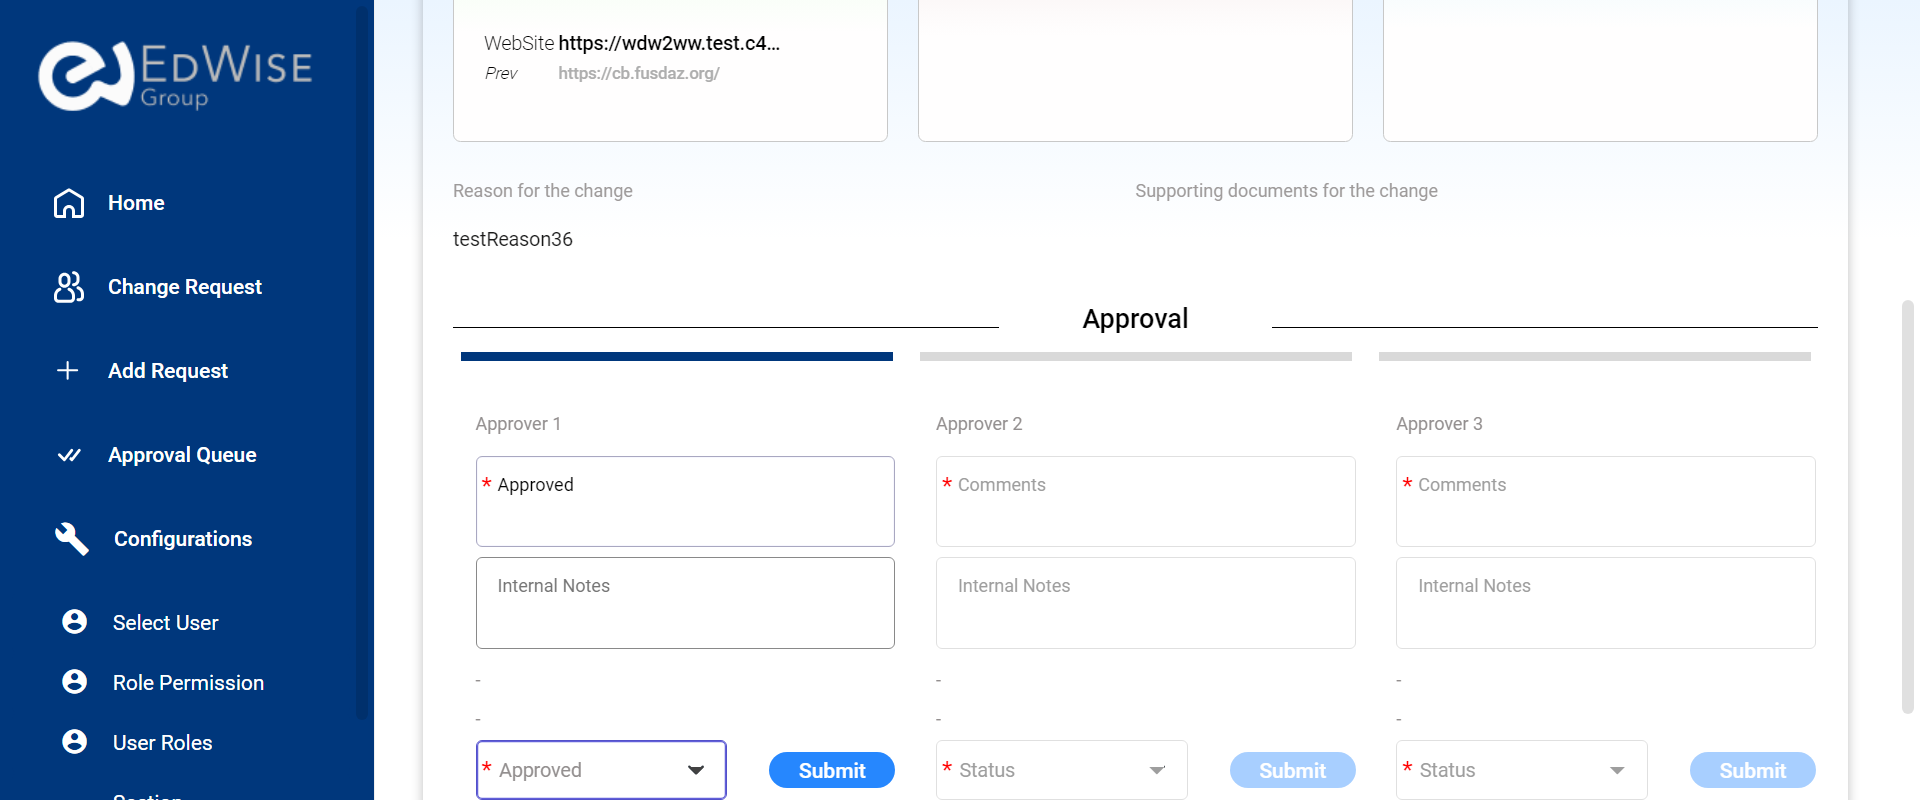 EDWISE
Group
Home
Change Request
Add Request
Approval Queue
Configurations
Select User
Role Permission
User Roles
Section
WebSite https://wdw2ww.test.c4...
Prev https://cb.fusdaz.org/
Reason for the change
Supporting documents for the change
testReason36
Approval
Approver 1
* Approved
Internal Notes
-
-
* Approved
Submit
Approver 2
* Comments
Internal Notes
-
-
* Status
Submit
Approver 3
* Comments
Internal Notes
-
-
* Status
Submit